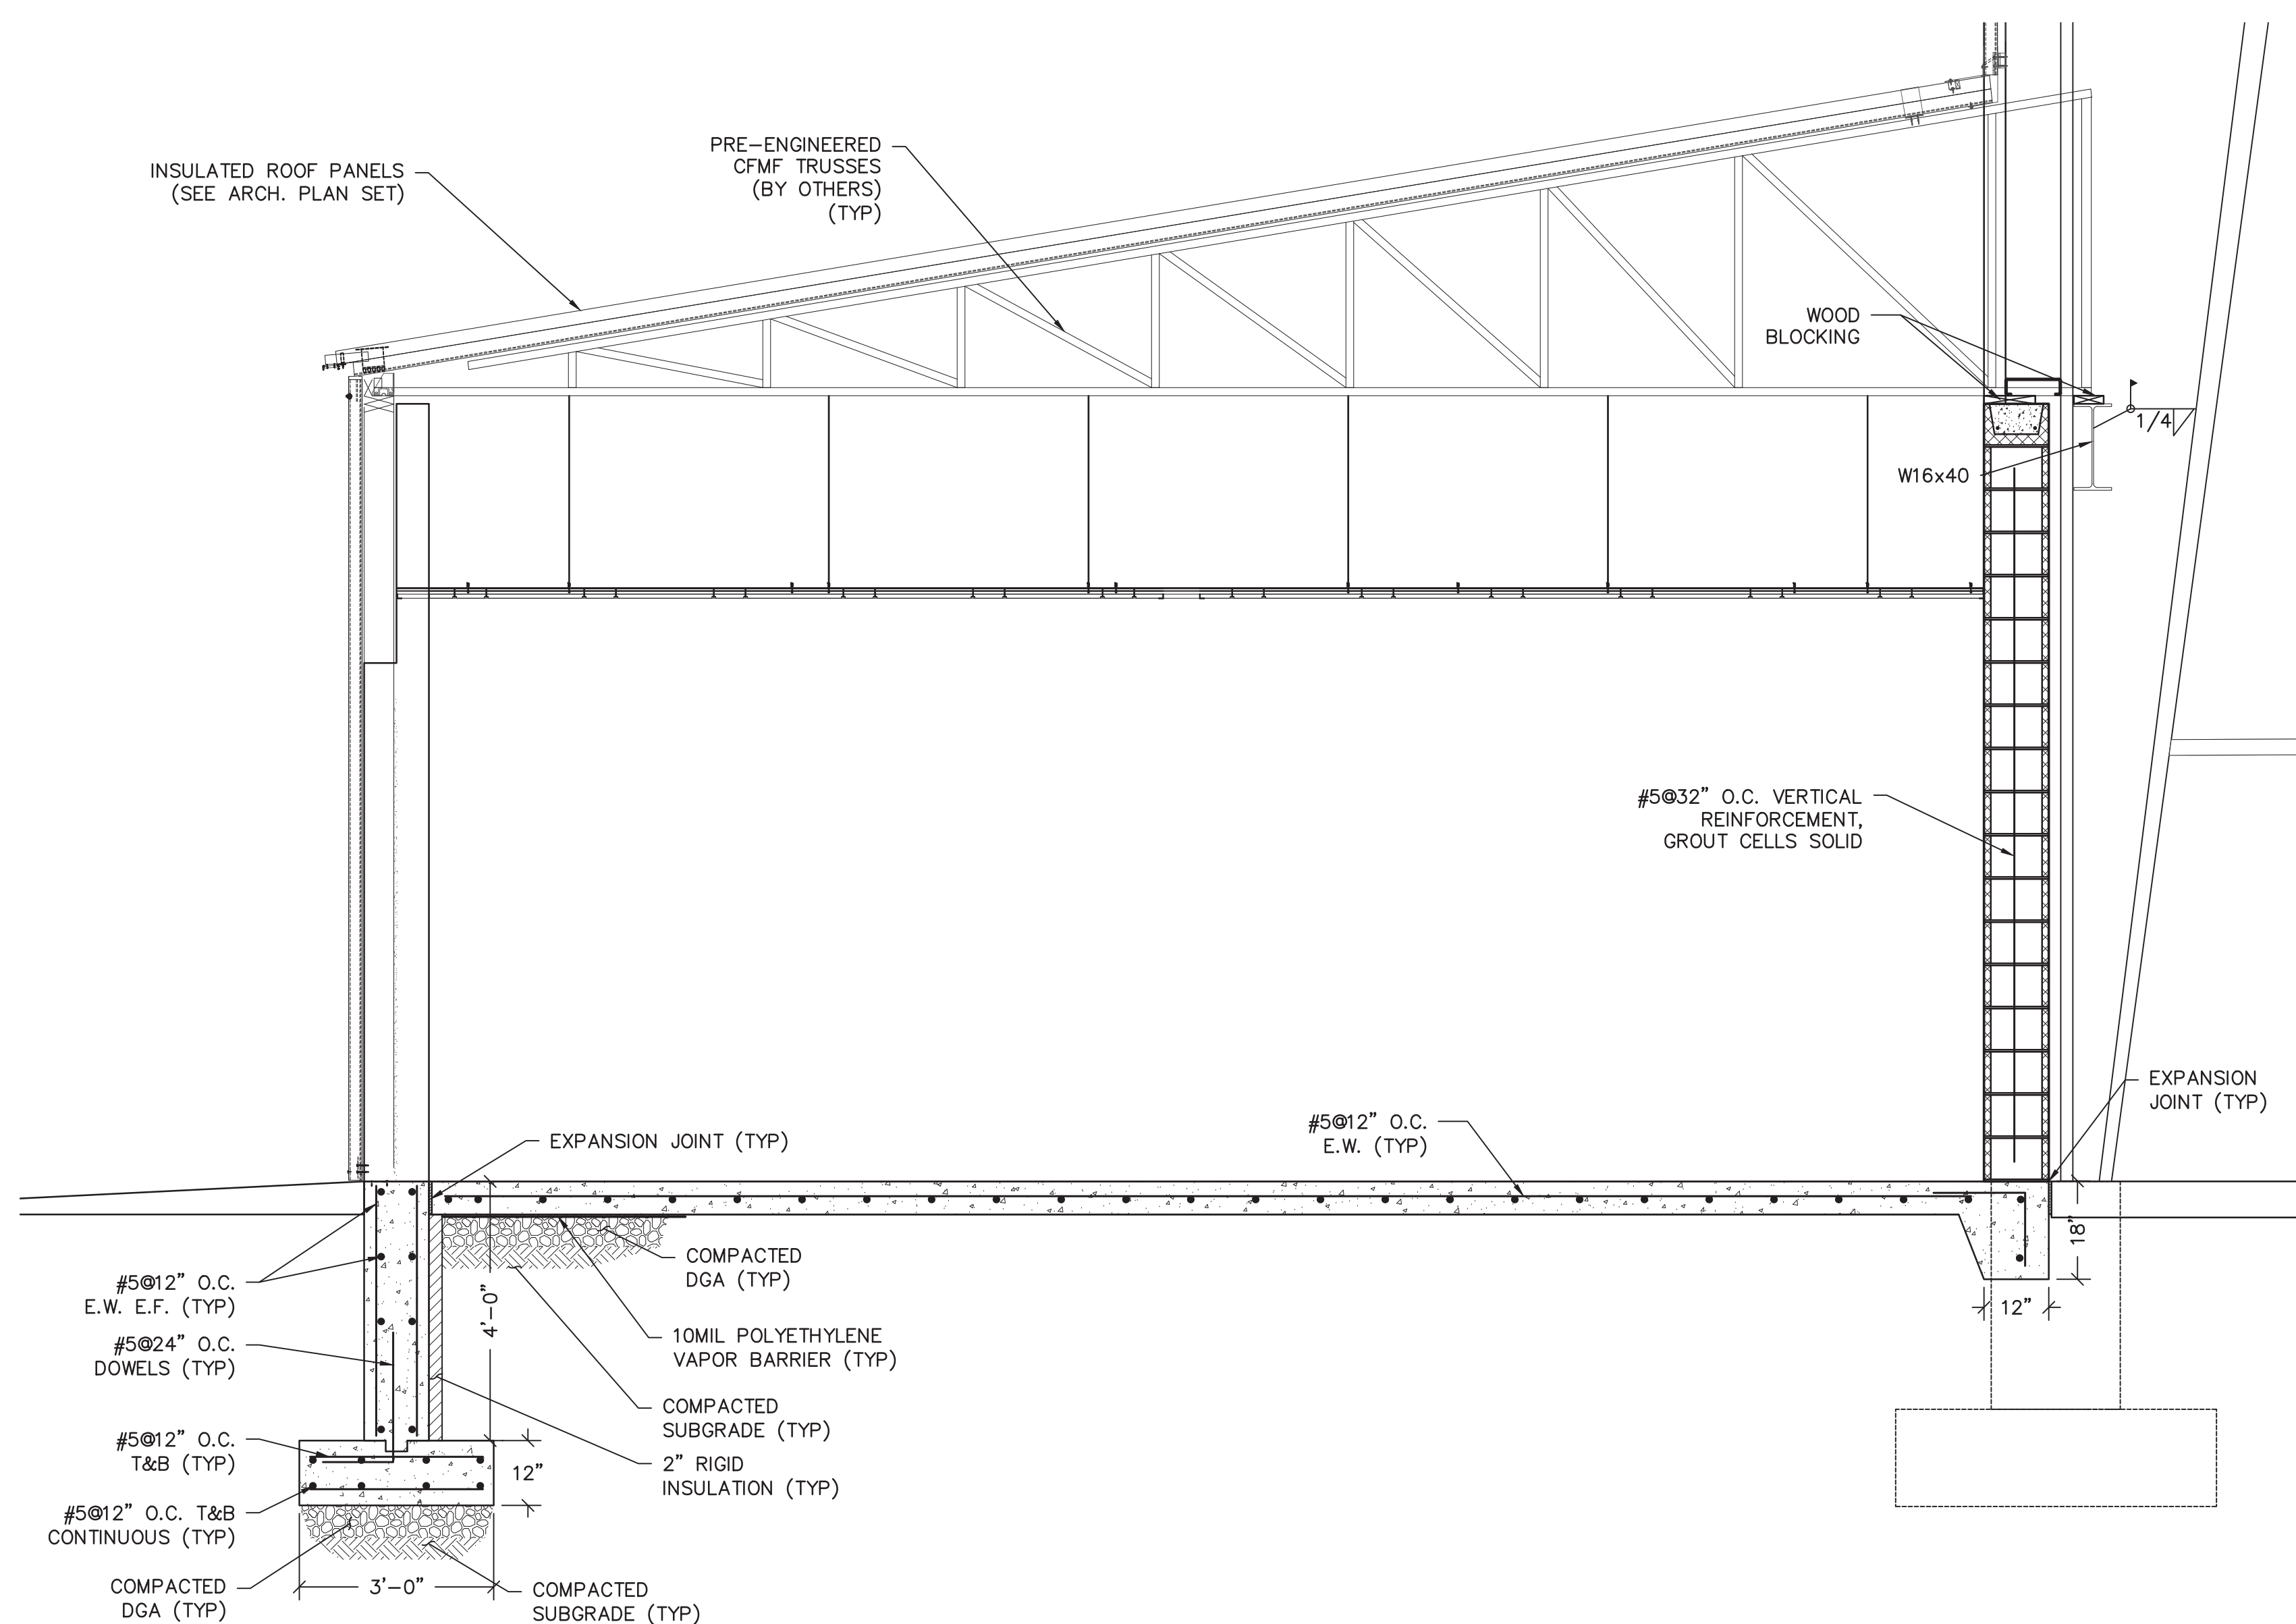 INSULATED ROOF PANELS
(SEE ARCH. PLAN SET)
PRE-ENGINEERED
CFMF TRUSSES
(BY OTHERS)
(TYP)
WOOD
BLOCKING
1/4
W16x40
#5@32" O.C. VERTICAL
REINFORCEMENT,
GROUT CELLS SOLID
EXPANSION
JOINT (TYP)
#5@12" O.C.
E.W. (TYP)
EXPANSION JOINT (TYP)
18"
12"
COMPACTED
DGA (TYP)
4'-0"
#5@12" O.C.
E.W. E.F. (TYP)
10MIL POLYETHYLENE
VAPOR BARRIER (TYP)
#5@24" O.C.
DOWELS (TYP)
COMPACTED
SUBGRADE (TYP)
#5@12" O.C.
T&B (TYP)
12"
2" RIGID
INSULATION (TYP)
#5@12" O.C. T&B
CONTINUOUS (TYP)
3'-0"
COMPACTED
DGA (TYP)
COMPACTED
SUBGRADE (TYP)